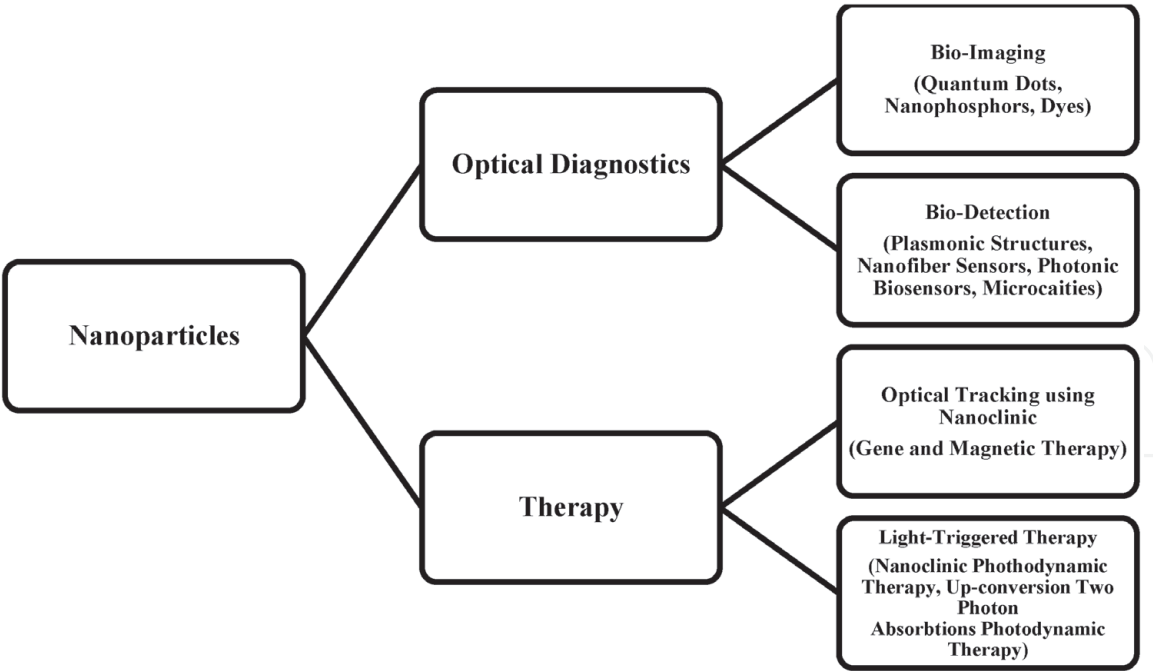 Nanoparticles
Optical Diagnostics
Bio-Imaging
(Quantum Dots,
Nanophosphors, Dyes)
Bio-Detection
(Plasmonic Structures,
Nanofiber Sensors, Photonic
Biosensors, Microcaities)
Therapy
Optical Tracking using
Nanoclinic
(Gene and Magnetic Therapy)
Light-Triggered Therapy
(Nanoclinic Phothodynamic
Therapy, Up-conversion Two
Photon
Absorbtions Photodynamic
Therapy)